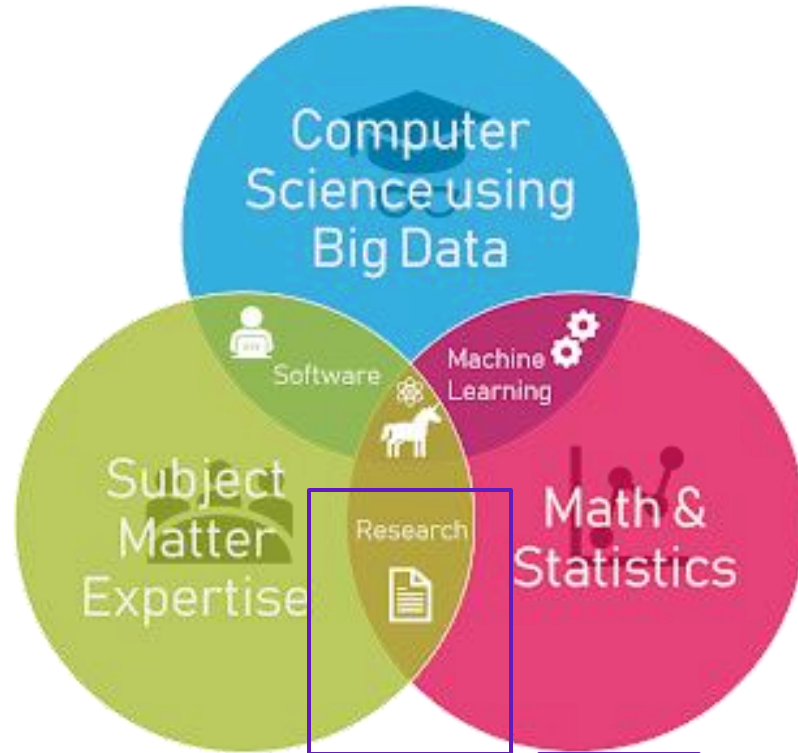 Computer
Science using
Big Data
Software
Machine
Learning
Subject
Matter
Expertise
Research
Math &
Statistics